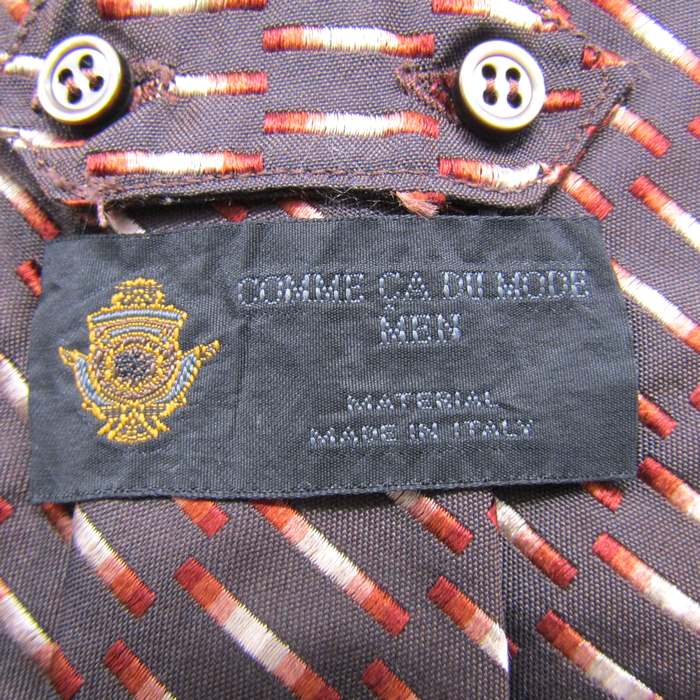 COMME CA DU MODE
MEN
MATERIAL
MADE IN ITALY